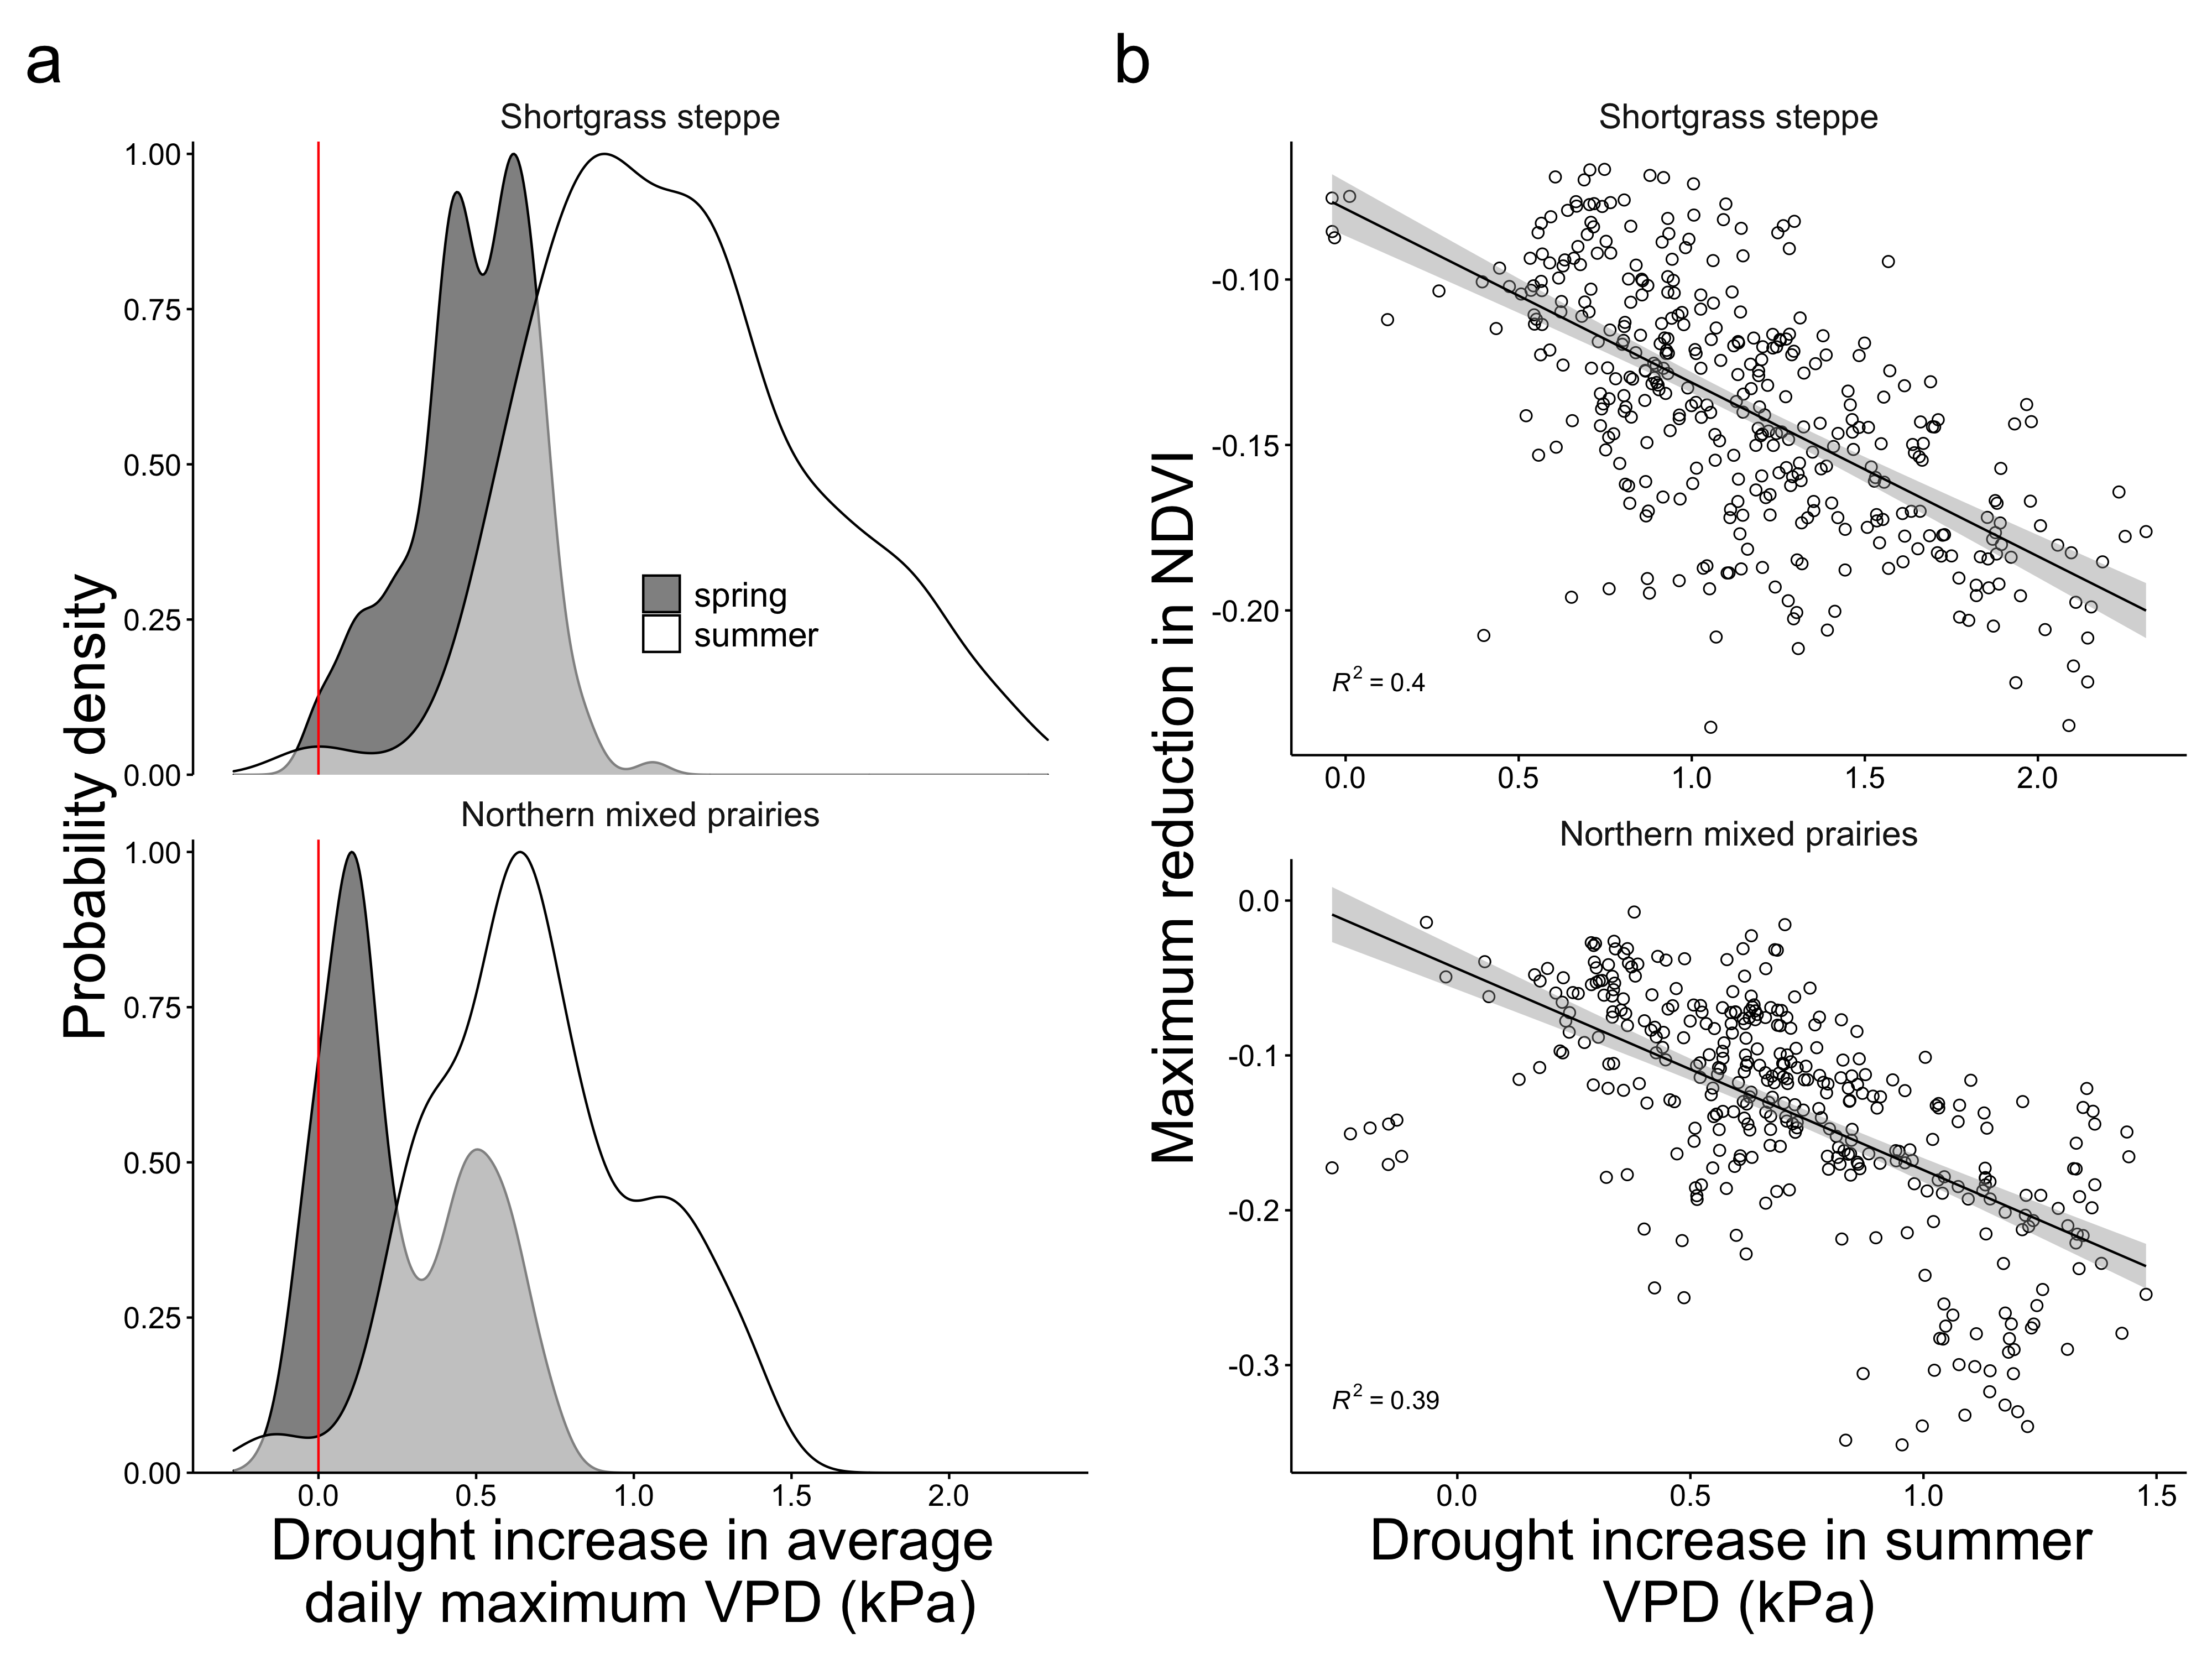 a
Shortgrass steppe
1.00
0.75
0.50
0.25
0.00
spring
summer
Northern mixed prairies
1.00
0.75
0.50
0.25
0.00
0.0 0.5 1.0 1.5 2.0
Probability density
Drought increase in average
daily maximum VPD (kPa)
b
Shortgrass steppe
-0.10
-0.15
-0.20
R² = 0.4
0.0 0.5 1.0 1.5 2.0
Northern mixed prairies
0.0
-0.1
-0.2
-0.3
R² = 0.39
0.0 0.5 1.0 1.5
Maximum reduction in NDVI
Drought increase in summer
VPD (kPa)